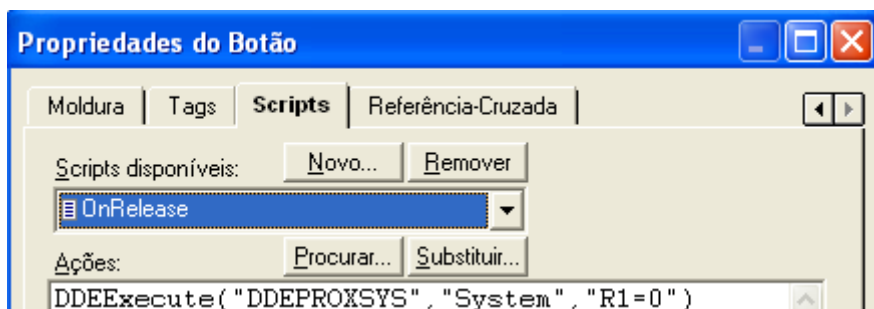 Propriedades do Botão
Moldura Tags Scripts Referência-Cruzada
Scripts disponíveis: Novo... Remover
OnRelease
Ações: Procurar... Substituir...
DDEExecute("DDEPROXSYS","System","R1=0")